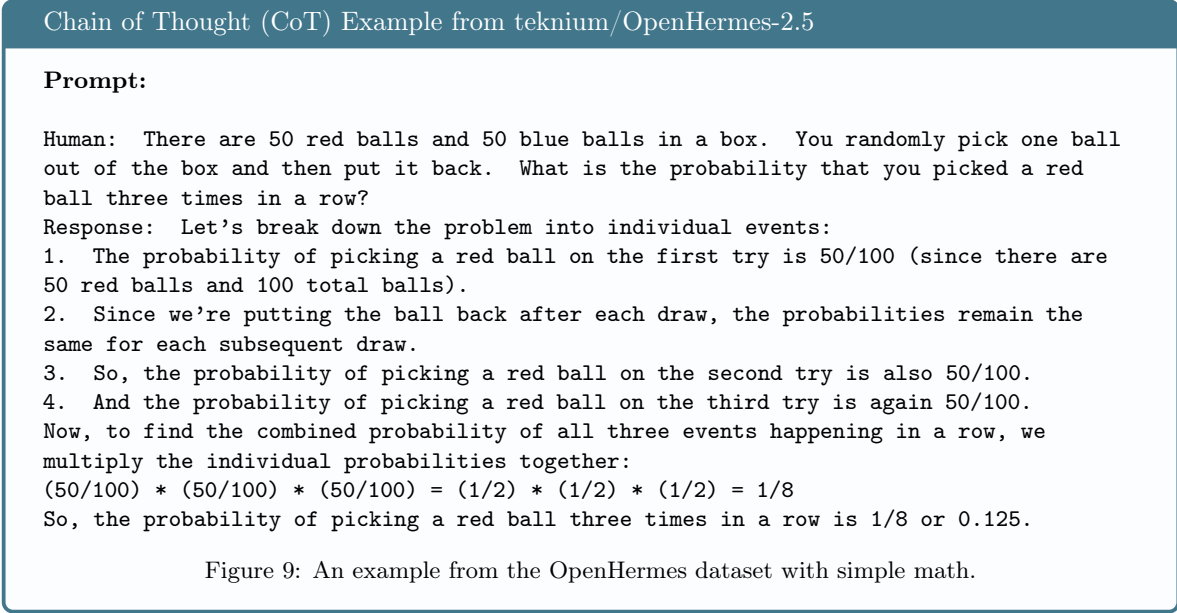 Chain of Thought (CoT) Example from teknium/OpenHermes-2.5
Prompt:
Human: There are 50 red balls and 50 blue balls in a box. You randomly pick one ball
out of the box and then put it back. What is the probability that you picked a red
ball three times in a row?
Response: Let's break down the problem into individual events:
1. The probability of picking a red ball on the first try is 50/100 (since there are
50 red balls and 100 total balls).
2. Since we're putting the ball back after each draw, the probabilities remain the
same for each subsequent draw.
3. So, the probability of picking a red ball on the second try is also 50/100.
4. And the probability of picking a red ball on the third try is again 50/100.
Now, to find the combined probability of all three events happening in a row, we
multiply the individual probabilities together:
(50/100) * (50/100) * (50/100) = (1/2) * (1/2) * (1/2) = 1/8
So, the probability of picking a red ball three times in a row is 1/8 or 0.125.
Figure 9: An example from the OpenHermes dataset with simple math.